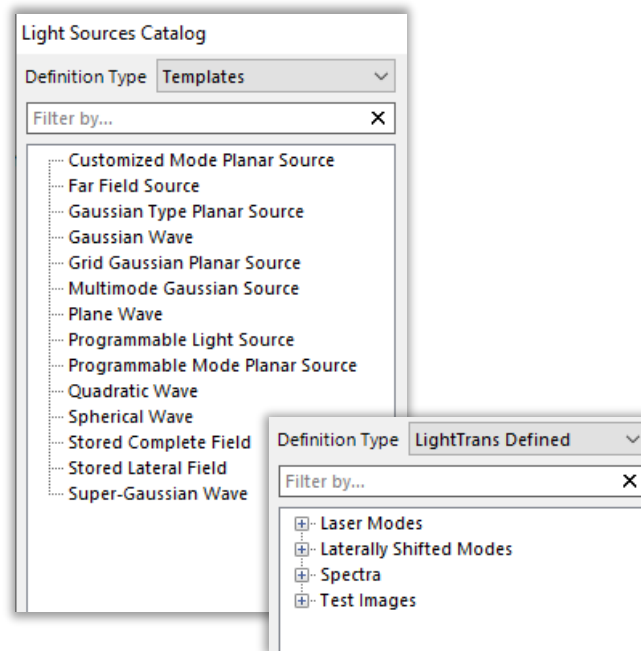 Light Sources Catalog
Definition Type Templates
Filter by...
Customized Mode Planar Source
Far Field Source
Gaussian Type Planar Source
Gaussian Wave
Grid Gaussian Planar Source
Multimode Gaussian Source
Plane Wave
Programmable Light Source
Programmable Mode Planar Source
Quadratic Wave
Spherical Wave
Stored Complete Field
Stored Lateral Field
Super-Gaussian Wave
Definition Type LightTrans Defined
Filter by...
Laser Modes
Laterally Shifted Modes
Spectra
Test Images